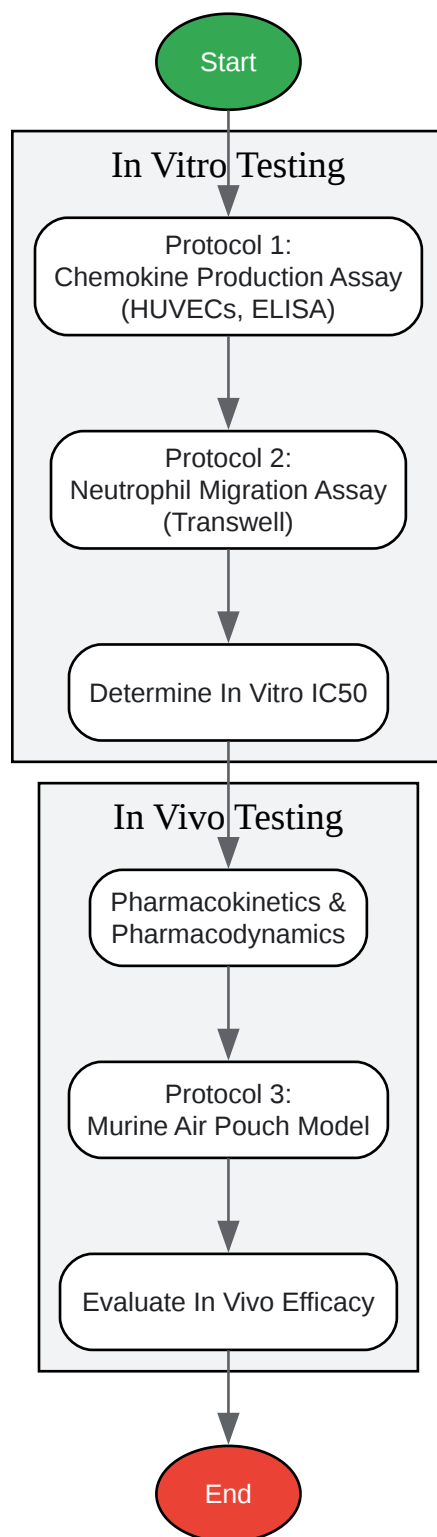 Start
In Vitro Testing
Protocol 1:
Chemokine Production Assay
(HUVECs, ELISA)
Protocol 2:
Neutrophil Migration Assay
(Transwell)
Determine In Vitro IC50
In Vivo Testing
Pharmacokinetics &
Pharmacodynamics
Protocol 3:
Murine Air Pouch Model
Evaluate In Vivo Efficacy
End